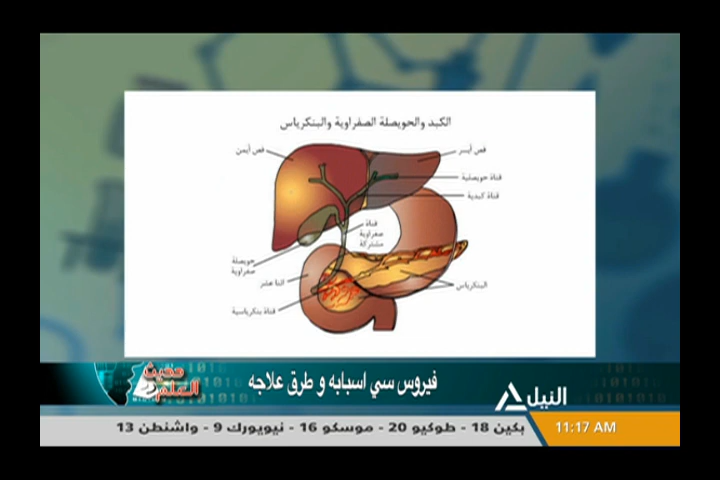 الكبد والحويصلة الصفراوية والبنكرياس
فص أيمن
فص أيسر
قناة حويصلية
قناة كبدية
قناة
صفراوية
مشتركة
حويصلة
صفراوية
اثنا عشر
البنكرياس
قناة بنكرياسية
حديث
العلم
فيروس سي اسبابه و طرق علاجه
النيل
بكين 18 - طوكيو 20 - موسكو 16 - نيويورك 9 - واشنطن 13
11:17 AM